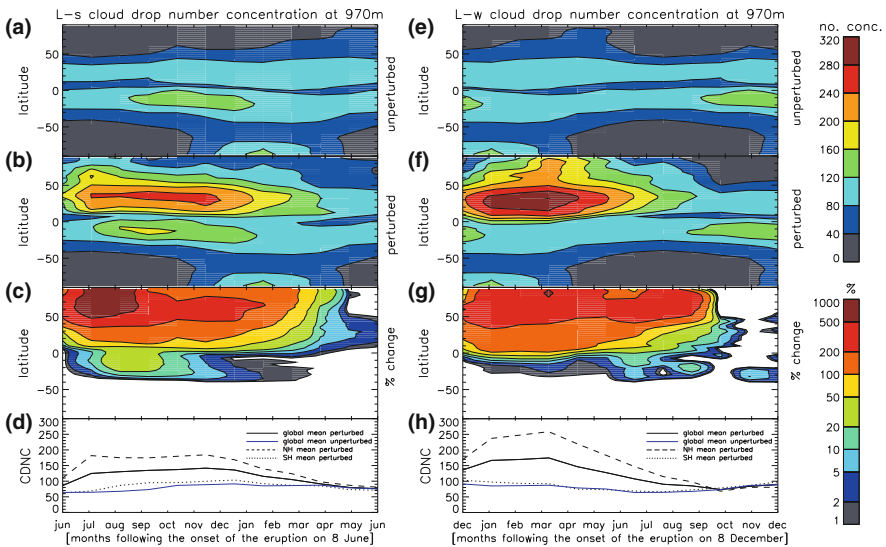 L-s cloud drop number concentration at 970m
L-w cloud drop number concentration at 970m
no. conc.
(a)
50
0
-50
latitude
unperturbed
(e)
50
0
-50
latitude
unperturbed
320
280
240
200
160
120
80
40
0
(b)
50
0
-50
latitude
perturbed
(f)
50
0
-50
latitude
perturbed
(c)
50
0
-50
latitude
% change
(g)
50
0
-50
latitude
% change
%
1000
500
200
100
50
20
10
5
2
1
(d)
300
250
200
150
100
50
0
CDNC
global mean perturbed
global mean unperturbed
NH mean perturbed
SH mean perturbed
jun jul aug sep oct nov dec jan feb mar apr may jun
[months following the onset of the eruption on 8 June]
(h)
300
250
200
150
100
50
0
CDNC
global mean perturbed
global mean unperturbed
NH mean perturbed
SH mean perturbed
dec jan feb mar apr may jun jul aug sep oct nov dec
[months following the onset of the eruption on 8 December]